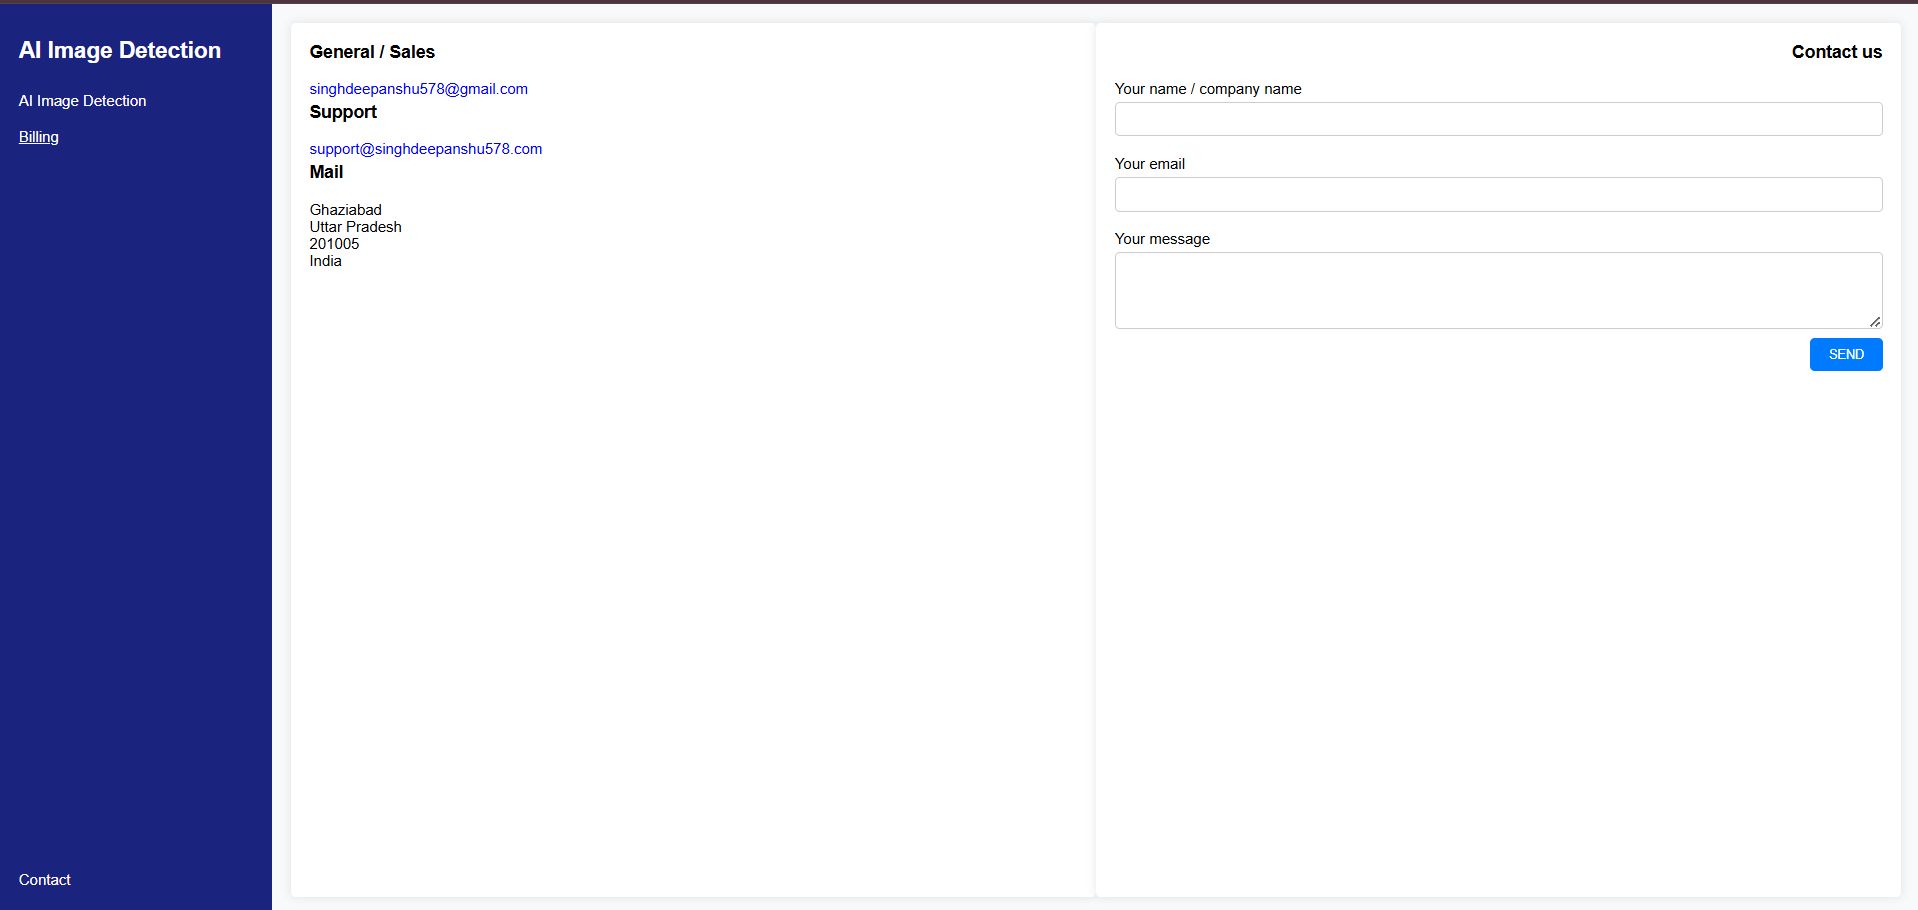 AI Image Detection
AI Image Detection
Billing
Contact
General / Sales
singhdeepanshu578@gmail.com
Support
support@singhdeepanshu578.com
Mail
Ghaziabad
Uttar Pradesh
201005
India
Contact us
Your name / company name
Your email
Your message
SEND